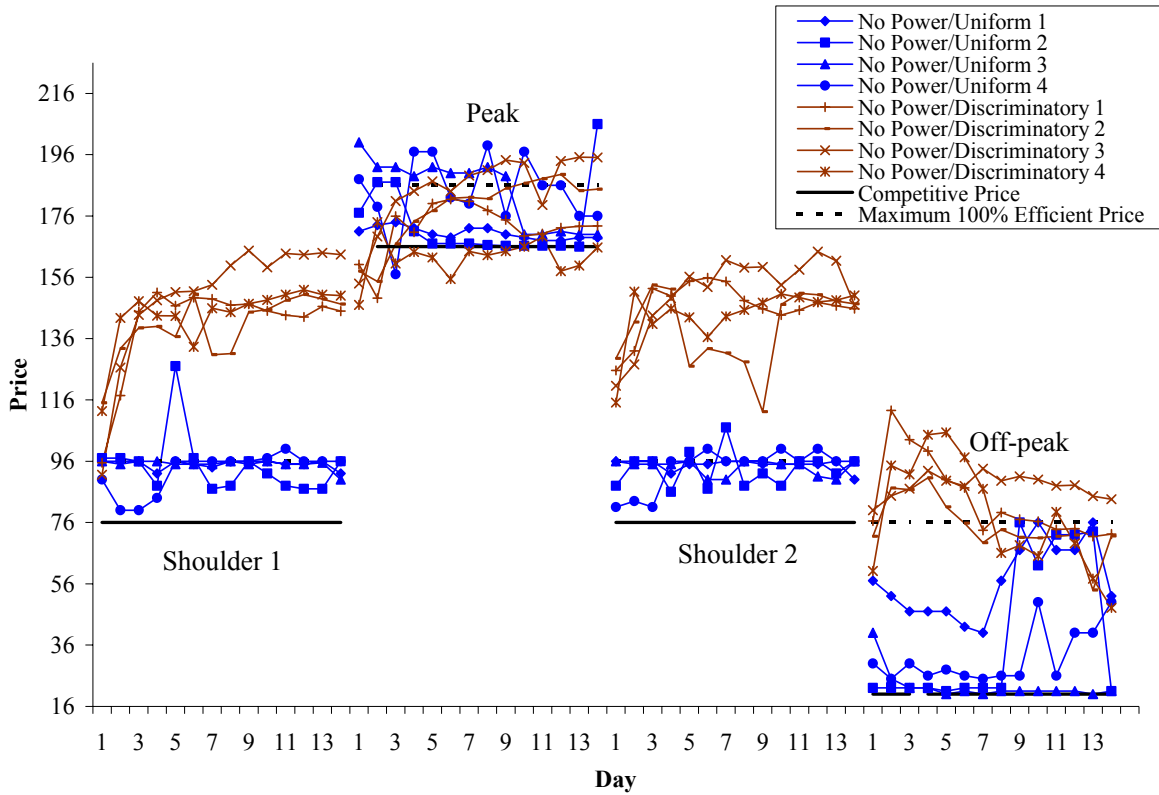 No Power/Uniform 1
No Power/Uniform 2
No Power/Uniform 3
No Power/Uniform 4
No Power/Discriminatory 1
No Power/Discriminatory 2
No Power/Discriminatory 3
No Power/Discriminatory 4
Competitive Price
Maximum 100% Efficient Price
Peak
Shoulder 1
Shoulder 2
Off-peak
Price
216
196
176
156
136
116
96
76
56
36
16
1 3 5 7 9 11 13 1 3 5 7 9 11 13 1 3 5 7 9 11 13 1 3 5 7 9 11 13
Day